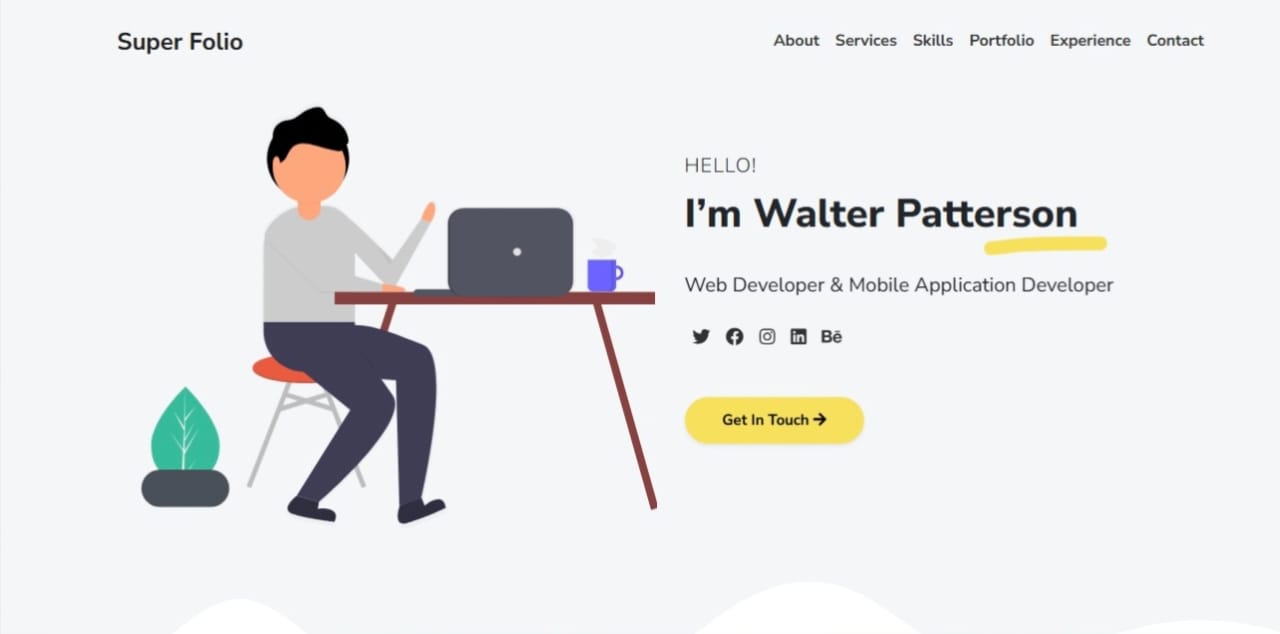 Super Folio
About Services Skills Portfolio Experience Contact
HELLO!
I’m Walter Patterson
Web Developer & Mobile Application Developer
Bē
Get In Touch →